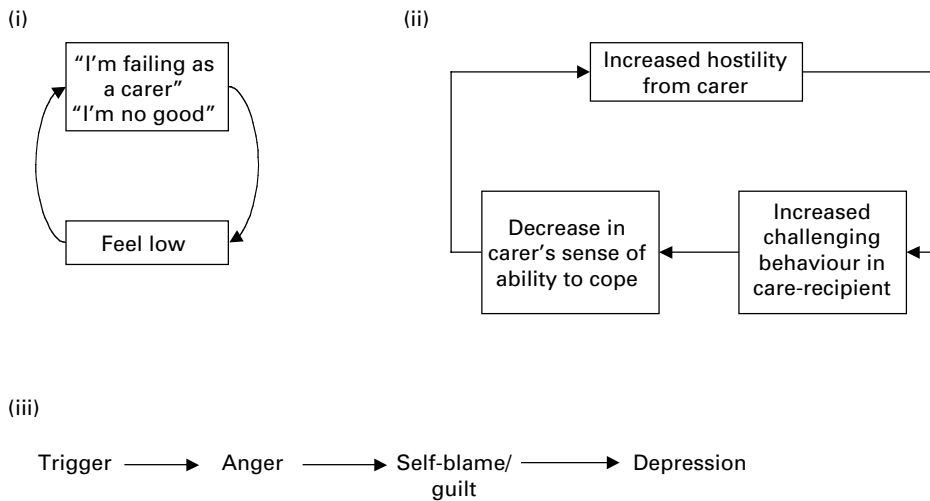 (i)
“I’m failing as
a carer”
“I’m no good”
Feel low
(ii)
Increased hostility
from carer
Decrease in
carer’s sense of
ability to cope
Increased
challenging
behaviour in
care-recipient
(iii)
Trigger
Anger
Self-blame/
guilt
Depression